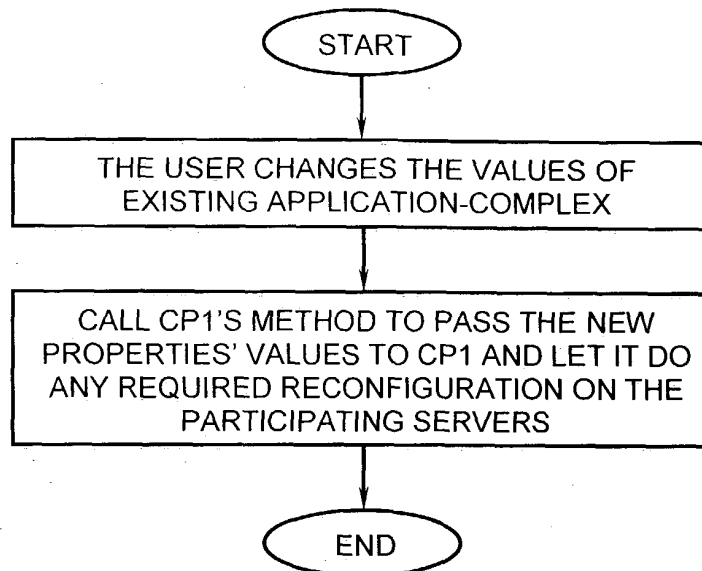 START
THE USER CHANGES THE VALUES OF
EXISTING APPLICATION-COMPLEX
CALL CP1'S METHOD TO PASS THE NEW
PROPERTIES' VALUES TO CP1 AND LET IT DO
ANY REQUIRED RECONFIGURATION ON THE
PARTICIPATING SERVERS
END